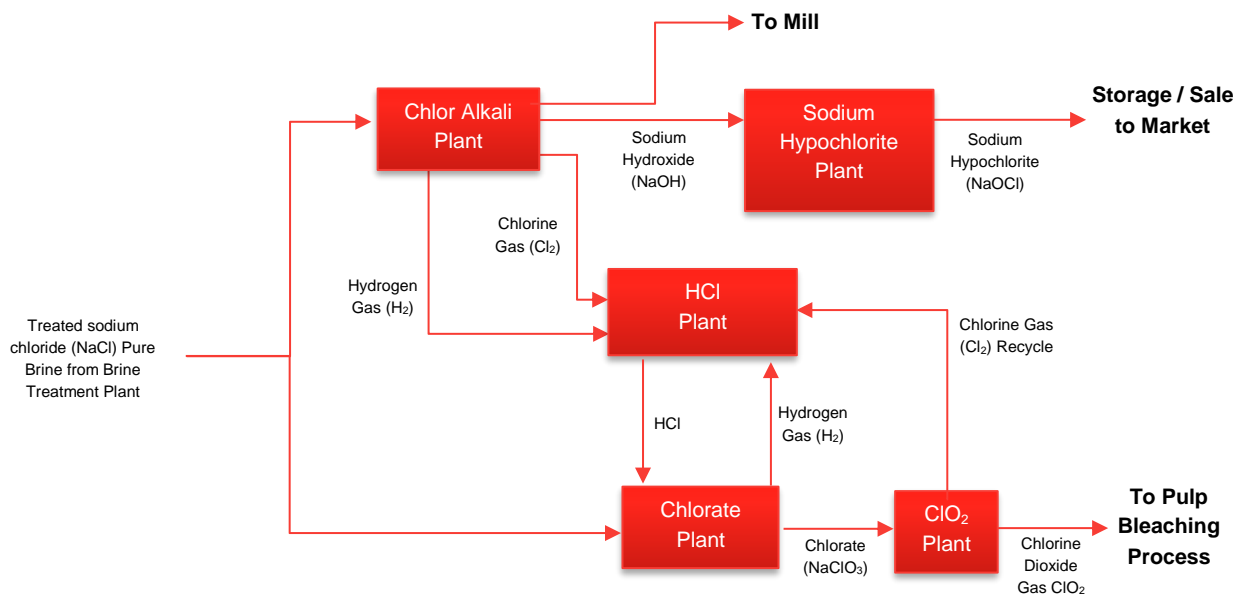 To Mill
Chlor Alkali
Plant
Sodium
Hydroxide
(NaOH)
Sodium
Hypochlorite
Plant
Sodium
Hypochlorite
(NaOCl)
Storage / Sale
to Market
Chlorine
Gas (Cl₂)
Hydrogen
Gas (H₂)
HCl
Plant
Treated sodium
chloride (NaCl) Pure
Brine from Brine
Treatment Plant
Chlorine Gas
(Cl₂) Recycle
HCl
Hydrogen
Gas (H₂)
Chlorate
Plant
Chlorate
(NaClO₃)
ClO₂
Plant
Chlorine
Dioxide
Gas ClO₂
To Pulp
Bleaching
Process